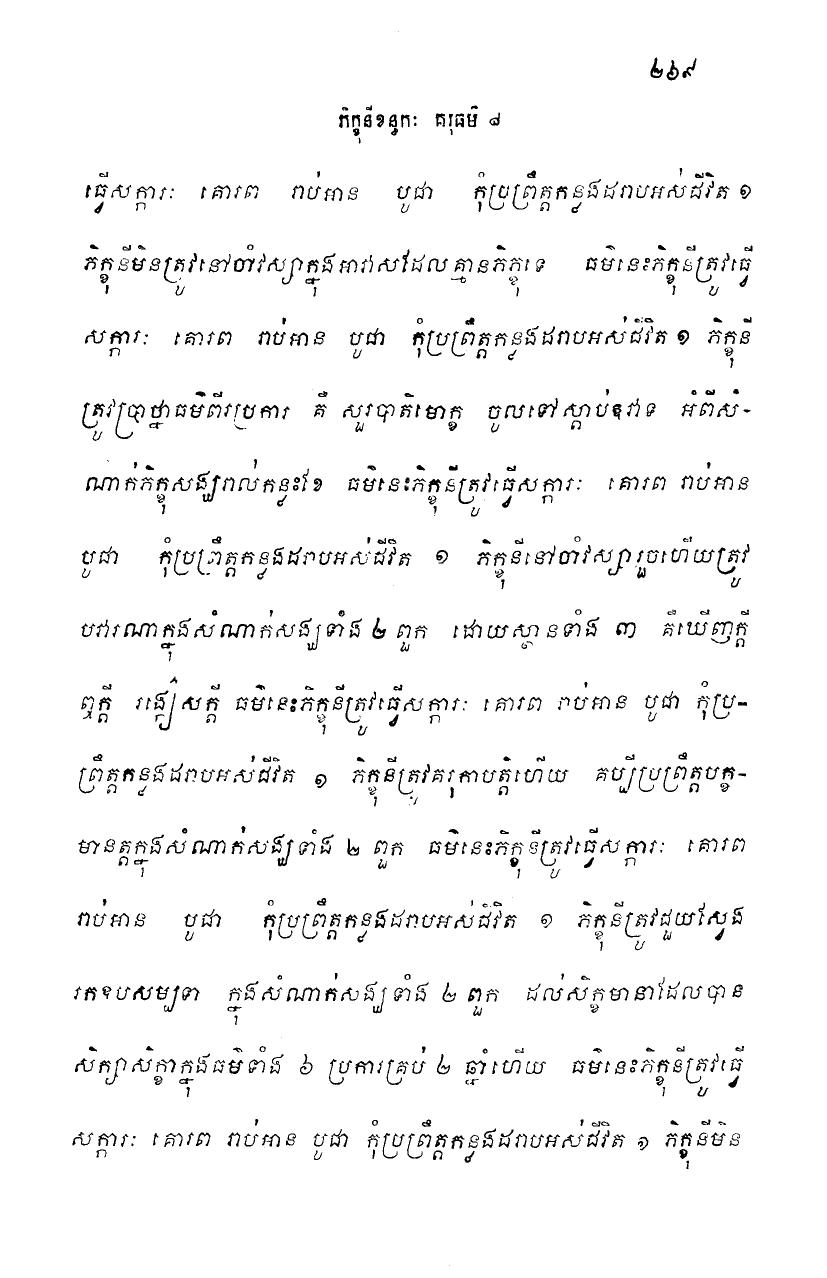 ២៦៩
ភិក្ខុនីខន្ធកៈ គរុធម៌ ៨
ធ្វើសក្ការៈ គោរព រាប់អាន បូជា កុំប្រព្រឹត្តកន្លងដរាបអស់ជីវិត ១
ភិក្ខុនីមិនត្រូវនៅចាំវស្សាក្នុងអាវាសដែលគ្មានភិក្ខុទេ ធម៌នេះភិក្ខុនីត្រូវធ្វើ
សក្ការៈ គោរព រាប់អាន បូជា កុំប្រព្រឹត្តកន្លងដរាបអស់ជីវិត ១ ភិក្ខុនី
ត្រូវប្រាថ្នាធម៌ពីរប្រការ គឺ សួរបាតិមោក្ខ ចូលទៅស្តាប់ឱវាទ អំពីសំ-
ណាក់ភិក្ខុសង្ឃរាល់កន្លះខែ ធម៌នេះភិក្ខុនីត្រូវធ្វើសក្ការៈ គោរព រាប់អាន
បូជា កុំប្រព្រឹត្តកន្លងដរាបអស់ជីវិត ១ ភិក្ខុនីនៅចាំវស្សារួចហើយត្រូវ
បវារណាក្នុងសំណាក់សង្ឃទាំង ២ ពួក ដោយស្ថានទាំង ៣ គឺឃើញក្តី
ឮក្តី រង្កៀសក្តី ធម៌នេះភិក្ខុនីត្រូវធ្វើសក្ការៈ គោរព រាប់អាន បូជា កុំប្រ-
ព្រឹត្តកន្លងដរាបអស់ជីវិត ១ ភិក្ខុនីត្រូវគរុកាបត្តិហើយ គប្បីប្រព្រឹត្តបក្ខ-
មានត្តក្នុងសំណាក់សង្ឃទាំង ២ ពួក ធម៌នេះភិក្ខុនីត្រូវធ្វើសក្ការៈ គោរព
រាប់អាន បូជា កុំប្រព្រឹត្តកន្លងដរាបអស់ជីវិត ១ ភិក្ខុនីត្រូវជួយស្វែង
រកឧបសម្បទា ក្នុងសំណាក់សង្ឃទាំង ២ ពួក ដល់សិក្ខមានាដែលបាន
សិក្សាសិក្ខាក្នុងធម៌ទាំង ៦ ប្រការគ្រប់ ២ ឆ្នាំហើយ ធម៌នេះភិក្ខុនីត្រូវធ្វើ
សក្ការៈ គោរព រាប់អាន បូជា កុំប្រព្រឹត្តកន្លងដរាបអស់ជីវិត ១ ភិក្ខុនីមិន